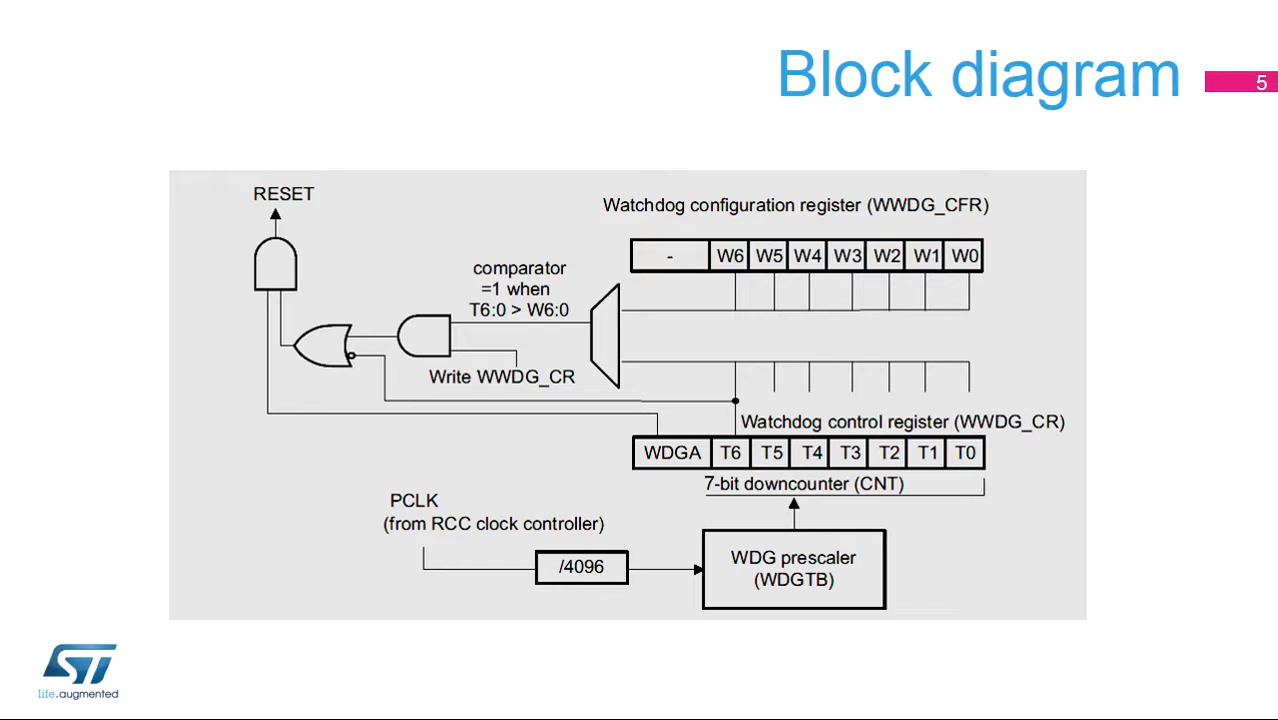 Block diagram
5
RESET
Watchdog configuration register (WWDG_CFR)
- W6 W5 W4 W3 W2 W1 W0
comparator
=1 when
T6:0 > W6:0
Write WWDG_CR
Watchdog control register (WWDG_CR)
WDGA T6 T5 T4 T3 T2 T1 T0
7-bit downcounter (CNT)
PCLK
(from RCC clock controller)
/4096
WDG prescaler
(WDGTB)
ST
life.augmented